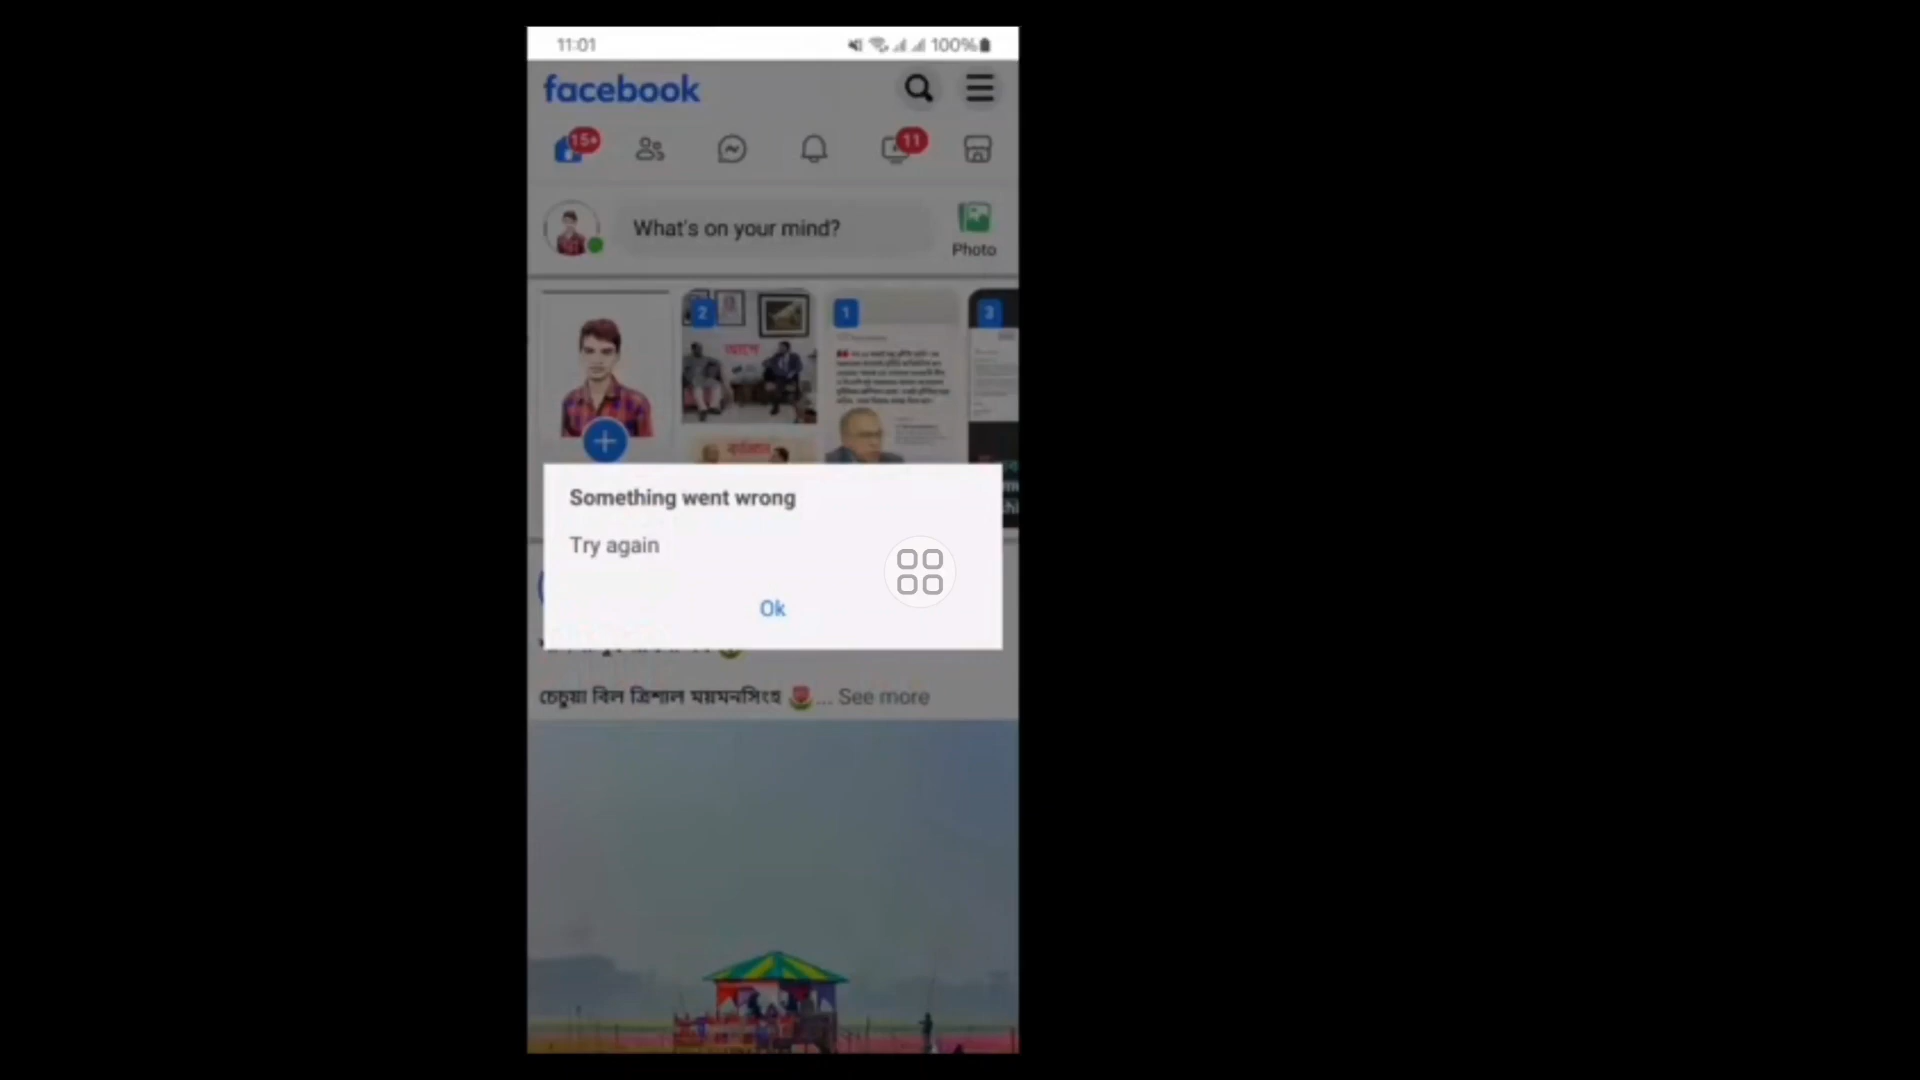 11:01 100%
facebook
15+ 11
What's on your mind?
Photo
2 1 3
আগে
Something went wrong
Try again
Ok
চেচুয়া বিল ত্রিশাল ময়মনসিংহ ... See more